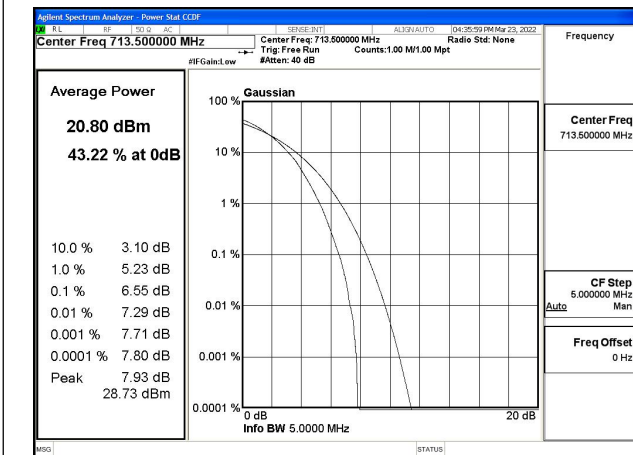 Agilent Spectrum Analyzer - Power Stat CCDF
RL RF 50 Ω AC SENSE:INT ALIGN AUTO 04:35:59 PM Mar 23, 2022
Center Freq 713.500000 MHz
Center Freq: 713.500000 MHz Radio Std: None
Trig: Free Run Counts:1.00 M/1.00 Mpt
#IFGain:Low #Atten: 40 dB
Frequency
Average Power
20.80 dBm
43.22 % at 0dB
10.0 % 3.10 dB
1.0 % 5.23 dB
0.1 % 6.55 dB
0.01 % 7.29 dB
0.001 % 7.71 dB
0.0001 % 7.80 dB
Peak 7.93 dB
28.73 dBm
Gaussian
100 %
10 %
1 %
0.1 %
0.01 %
0.001 %
0.0001 %
0 dB 20 dB
Info BW 5.0000 MHz
Center Freq
713.500000 MHz
CF Step
5.000000 MHz
Auto Man
Freq Offset
0 Hz
MSG STATUS